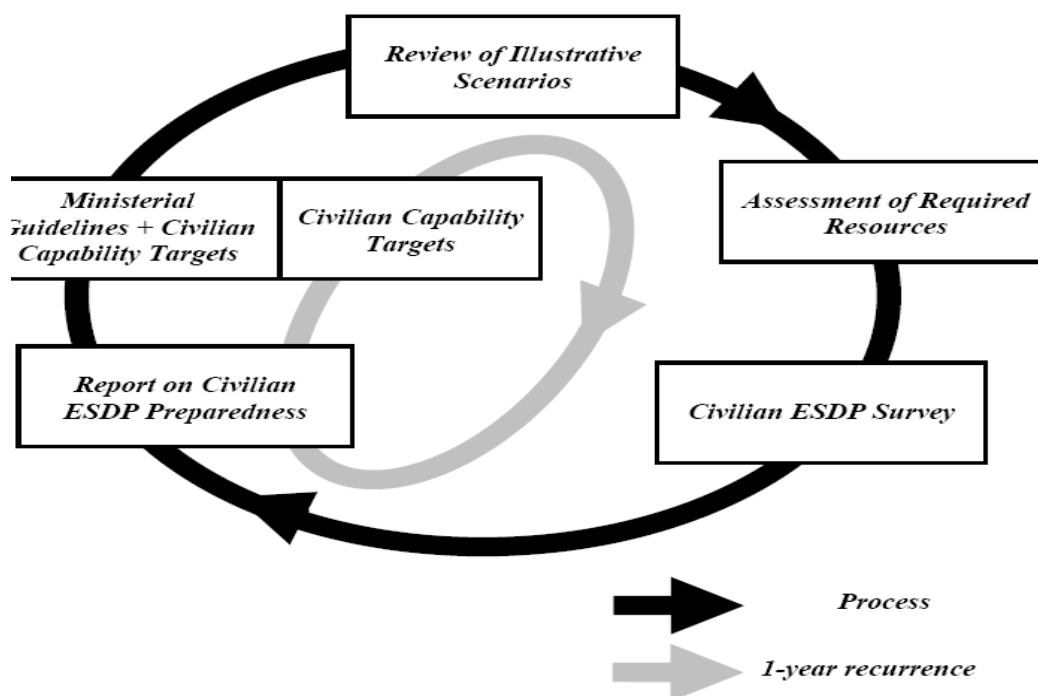 Review of Illustrative
Scenarios
Ministerial
Guidelines + Civilian
Capability Targets
Civilian Capability
Targets
Assessment of Required
Resources
Report on Civilian
ESDP Preparedness
Civilian ESDP Survey
Process
1-year recurrence